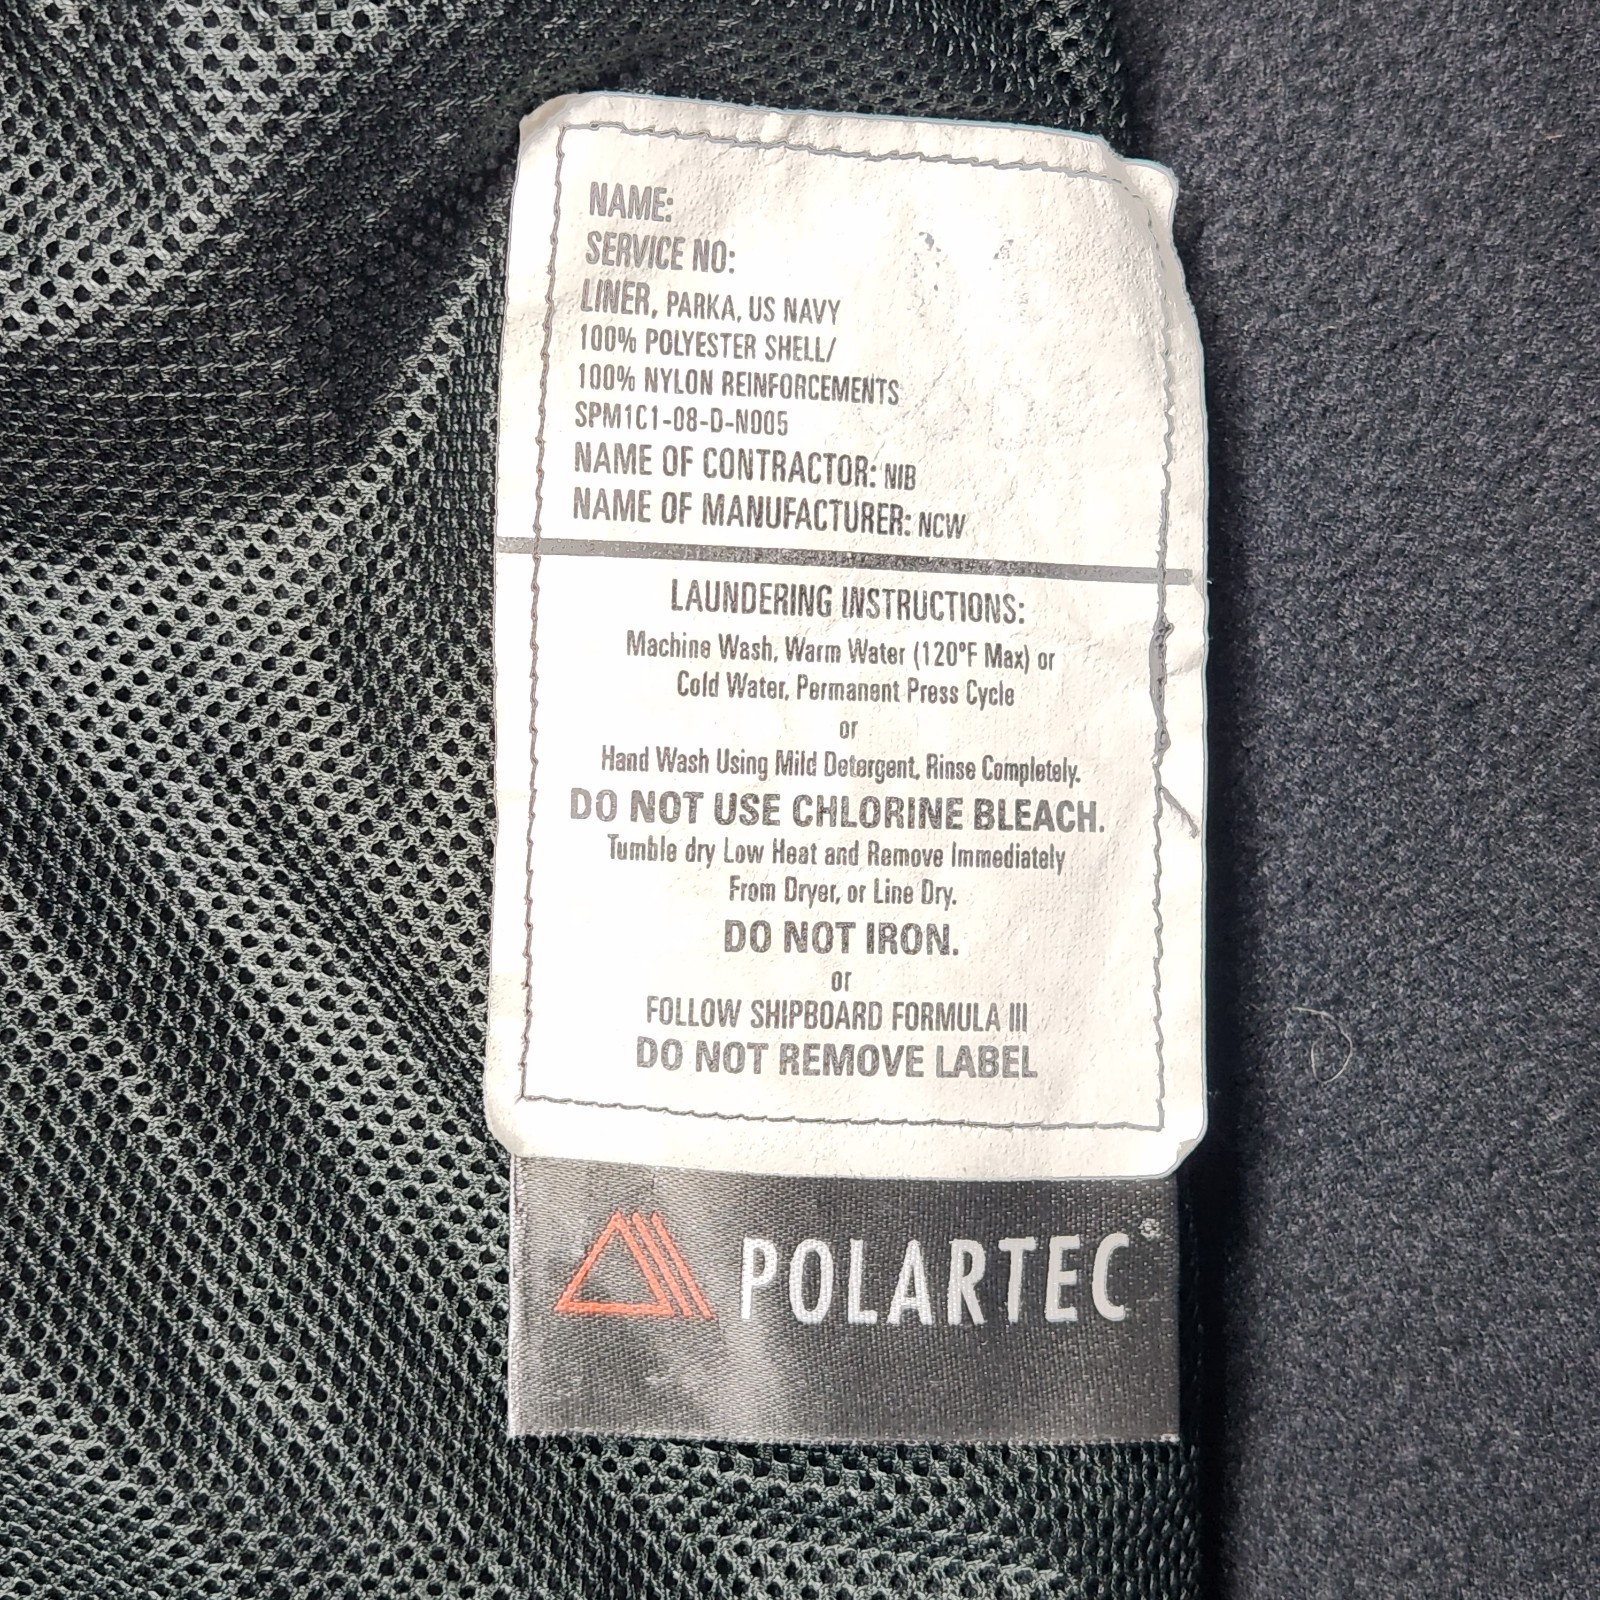 NAME:
SERVICE NO:
LINER, PARKA, US NAVY
100% POLYESTER SHELL/
100% NYLON REINFORCEMENTS
SPM1C1-08-D-N005
NAME OF CONTRACTOR: NIB
NAME OF MANUFACTURER: NCW
LAUNDERING INSTRUCTIONS:
Machine Wash, Warm Water (120°F Max) or
Cold Water, Permanent Press Cycle
or
Hand Wash Using Mild Detergent, Rinse Completely.
DO NOT USE CHLORINE BLEACH.
Tumble dry Low Heat and Remove Immediately
From Dryer, or Line Dry.
DO NOT IRON.
or
FOLLOW SHIPBOARD FORMULA III
DO NOT REMOVE LABEL
POLARTEC®